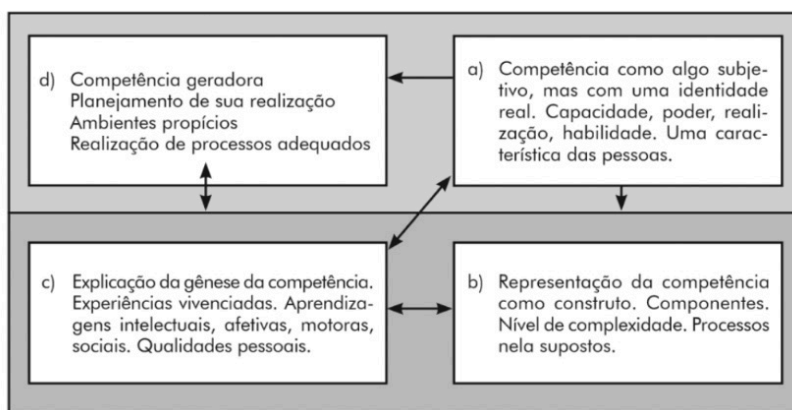 d) Competência geradora
Planejamento de sua realização
Ambientes propícios
Realização de processos adequados
a) Competência como algo subje-
tivo, mas com uma identidade
real. Capacidade, poder, reali-
zação, habilidade. Uma carac-
terística das pessoas.
c) Explicação da gênese da competência.
Experiências vivenciadas. Aprendiza-
gens intelectuais, afetivas, motoras,
sociais. Qualidades pessoais.
b) Representação da competência
como construto. Componentes.
Nível de complexidade. Processos
nela supostos.